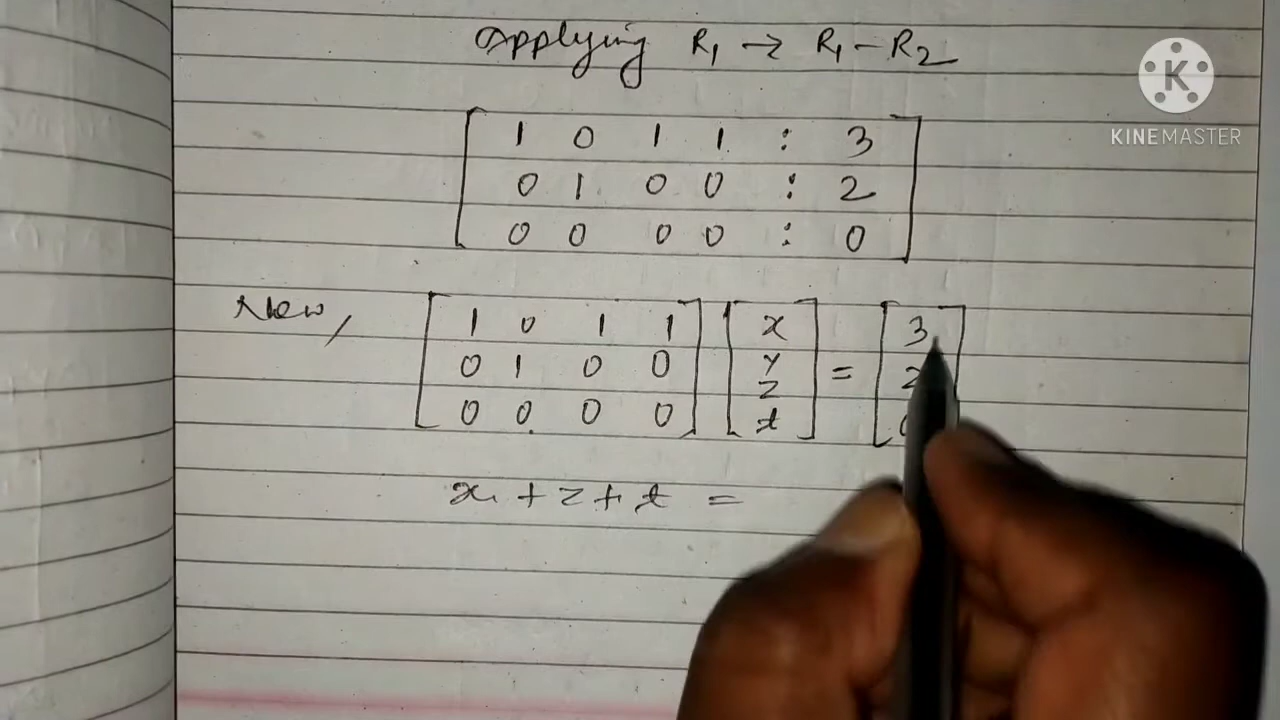 Applying R₁ → R₁ - R₂
K
KINEMASTER
1 0 1 1 : 3
0 1 0 0 : 2
0 0 0 0 : 0
New,
1 0 1 1 x 3
0 1 0 0 y = 2
z
0 0 0 0 t
x + z + t =